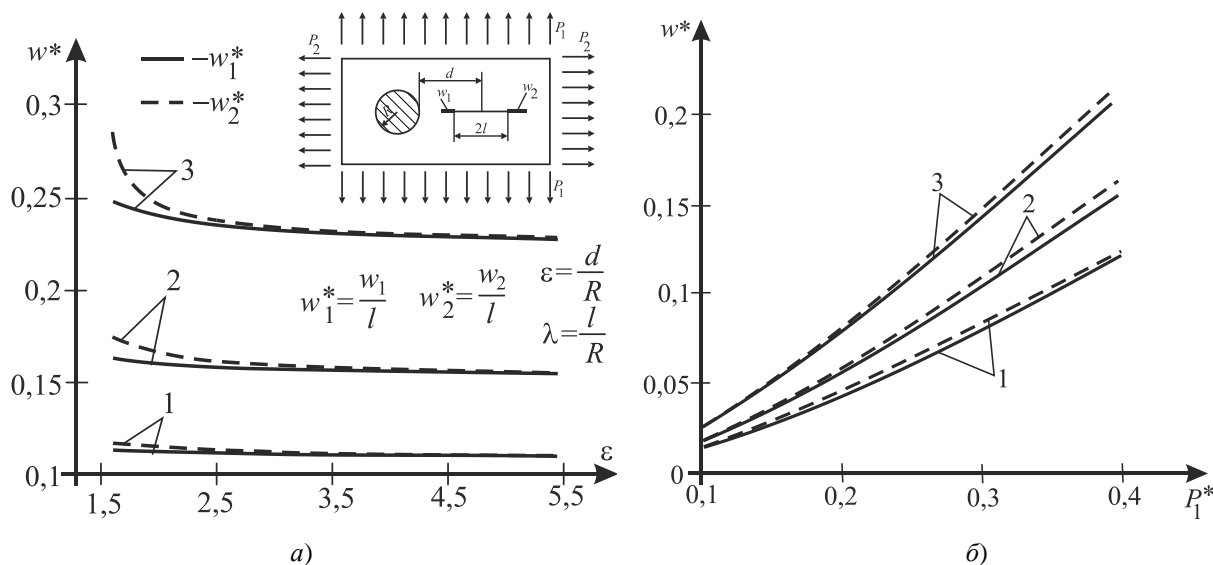 w*
— –w₁*
– – –w₂*
P₂
P₁
P₂
d
R
w₁
w₂
2l
P₁
0,3
0,25
0,2
0,15
0,1
3
2
1
w₁* = w₁/l
w₂* = w₂/l
ε = d/R
λ = l/R
ε
1,5 2,5 3,5 4,5 5,5
а)
w*
0,2
0,15
0,1
0,05
0
3
2
1
0,1 0,2 0,3 0,4
P₁*
б)